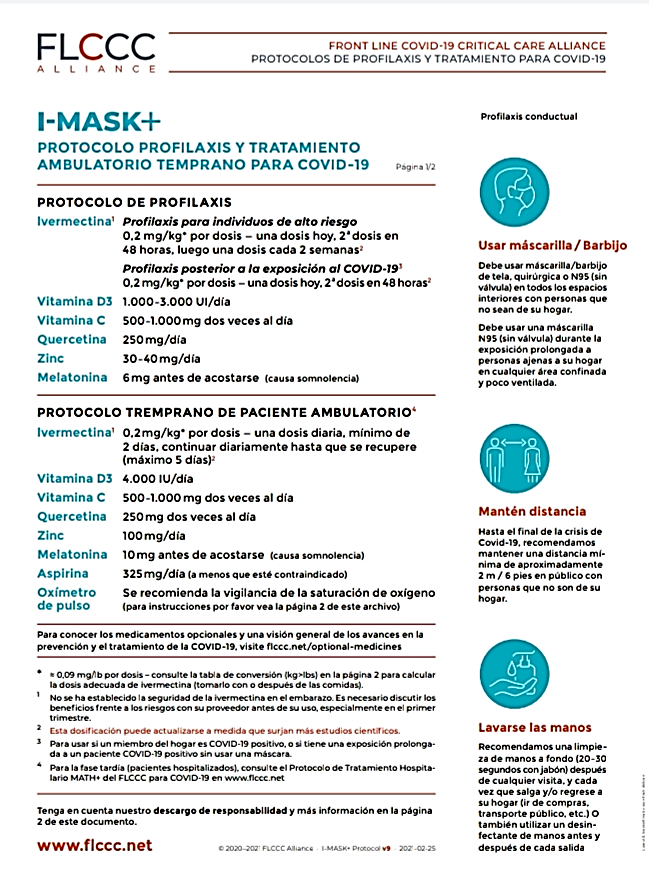 FLCCC
ALLIANCE
FRONT LINE COVID-19 CRITICAL CARE ALLIANCE
PROTOCOLOS DE PROFILAXIS Y TRATAMIENTO PARA COVID-19
I-MASK+
PROTOCOLO PROFILAXIS Y TRATAMIENTO
AMBULATORIO TEMPRANO PARA COVID-19
Página 1/2
PROTOCOLO DE PROFILAXIS
Ivermectina¹ Profilaxis para individuos de alto riesgo
0,2 mg/kg* por dosis – una dosis hoy, 2ª dosis en
48 horas, luego una dosis cada 2 semanas²
Profilaxis posterior a la exposición al COVID-19³
0,2 mg/kg* por dosis – una dosis hoy, 2ª dosis en 48 horas²
Vitamina D3 1.000-3.000 UI/día
Vitamina C 500-1.000 mg dos veces al día
Quercetina 250 mg/día
Zinc 30-40 mg/día
Melatonina 6 mg antes de acostarse (causa somnolencia)
PROTOCOLO TREMPRANO DE PACIENTE AMBULATORIO⁴
Ivermectina¹ 0,2 mg/kg* por dosis – una dosis diaria, mínimo de
2 días, continuar diariamente hasta que se recupere
(máximo 5 días)²
Vitamina D3 4.000 IU/día
Vitamina C 500-1.000 mg dos veces al día
Quercetina 250 mg dos veces al día
Zinc 100 mg/día
Melatonina 10 mg antes de acostarse (causa somnolencia)
Aspirina 325 mg/día (a menos que esté contraindicado)
Oxímetro Se recomienda la vigilancia de la saturación de oxígeno
de pulso (para instrucciones por favor vea la página 2 de este archivo)
Para conocer los medicamentos opcionales y una visión general de los avances en la
prevención y el tratamiento de la COVID-19, visite flccc.net/optional-medicines
* ≈ 0,09 mg/lb por dosis – consulte la tabla de conversión (kg>lbs) en la página 2 para calcular
la dosis adecuada de ivermectina (tomarlo con o después de las comidas).
¹ No se ha establecido la seguridad de la ivermectina en el embarazo. Es necesario discutir los
beneficios frente a los riesgos con su proveedor antes de su uso, especialmente en el primer
trimestre.
² Esta dosificación puede actualizarse a medida que surjan más estudios científicos.
³ Para usar si un miembro del hogar es COVID-19 positivo, o si tiene una exposición prolonga-
da a un paciente COVID-19 positivo sin usar una máscara.
⁴ Para la fase tardía (pacientes hospitalizados), consulte el Protocolo de Tratamiento Hospita-
lario MATH+ del FLCCC para COVID-19 en www.flccc.net
Tenga en cuenta nuestro descargo de responsabilidad y más información en la página
2 de este documento.
www.flccc.net
© 2020–2021 FLCCC Alliance · I-MASK+ Protocol v9 · 2021-02-25
Profilaxis conductual
Usar máscarilla / Barbijo
Debe usar máscarilla/barbijo
de tela, quirúrgica o N95 (sin
válvula) en todos los espacios
interiores con personas que
no sean de su hogar.
Debe usar una máscarilla
N95 (sin válvula) durante la
exposición prolongada a
personas ajenas a su hogar
en cualquier área confinada
y poco ventilada.
Mantén distancia
Hasta el final de la crisis de
Covid-19, recomendamos
mantener una distancia mí-
nima de aproximadamente
2 m / 6 pies en público con
personas que no son de su
hogar.
Lavarse las manos
Recomendamos una limpie-
za de manos a fondo (20-30
segundos con jabón) después
de cualquier visita, y cada
vez que salga y/o regrese a
su hogar (ir de compras,
transporte público, etc.) O
también utilizar un desin-
fectante de manos antes y
después de cada salida